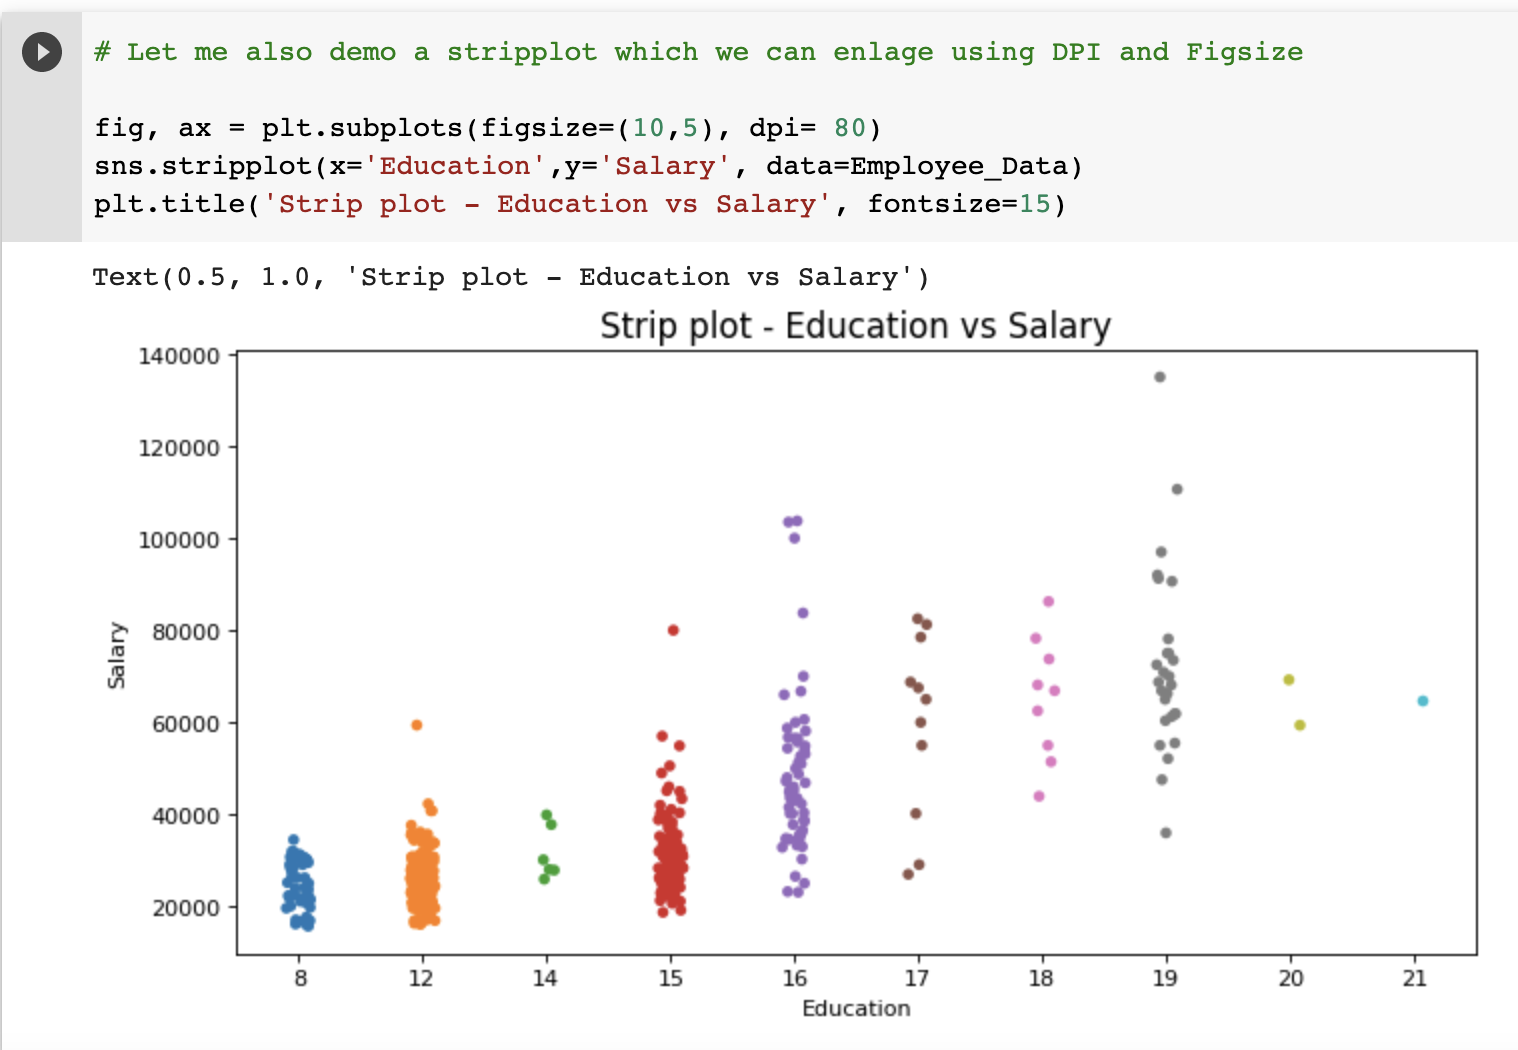 # Let me also demo a stripplot which we can enlage using DPI and Figsize
fig, ax = plt.subplots(figsize=(10,5), dpi= 80)
sns.stripplot(x='Education',y='Salary', data=Employee_Data)
plt.title('Strip plot - Education vs Salary', fontsize=15)
Text(0.5, 1.0, 'Strip plot - Education vs Salary')
Strip plot - Education vs Salary
140000
120000
100000
80000
60000
40000
20000
Salary
8 12 14 15 16 17 18 19 20 21
Education